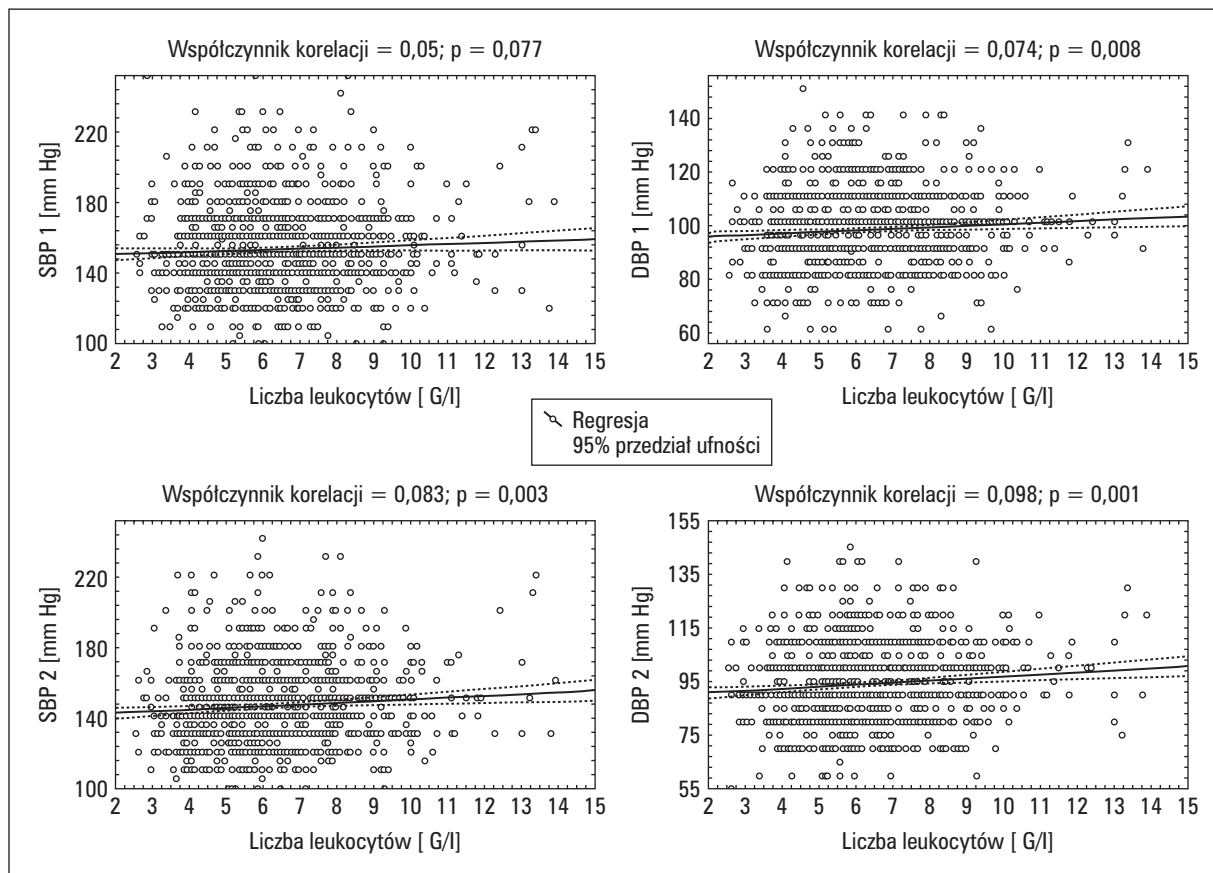 Współczynnik korelacji = 0,05; p = 0,077
SBP 1 [mm Hg]
220
180
140
100
2 3 4 5 6 7 8 9 10 11 12 13 14 15
Liczba leukocytów [ G/l]
Współczynnik korelacji = 0,074; p = 0,008
DBP 1 [mm Hg]
140
120
100
80
60
2 3 4 5 6 7 8 9 10 11 12 13 14 15
Liczba leukocytów [ G/l]
Regresja
95% przedział ufności
Współczynnik korelacji = 0,083; p = 0,003
SBP 2 [mm Hg]
220
180
140
100
2 3 4 5 6 7 8 9 10 11 12 13 14 15
Liczba leukocytów [ G/l]
Współczynnik korelacji = 0,098; p = 0,001
DBP 2 [mm Hg]
155
135
115
95
75
55
2 3 4 5 6 7 8 9 10 11 12 13 14 15
Liczba leukocytów [ G/l]